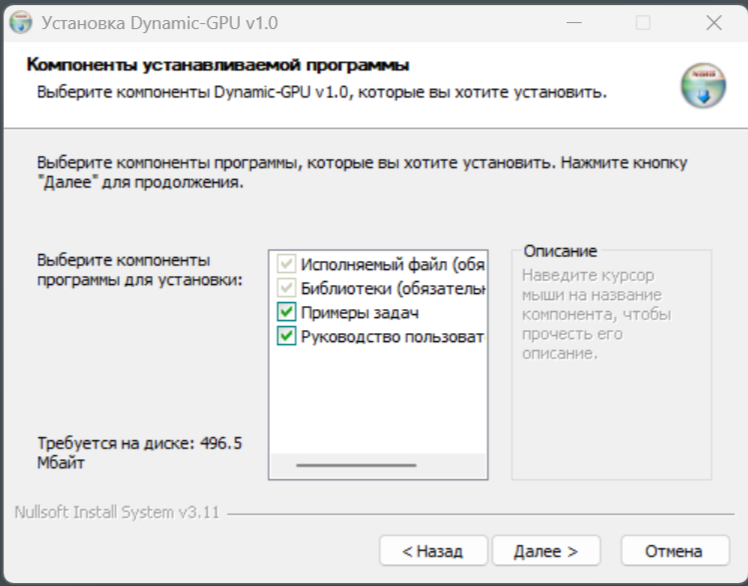 Установка Dynamic-GPU v1.0
Компоненты устанавливаемой программы
Выберите компоненты Dynamic-GPU v1.0, которые вы хотите установить.
Выберите компоненты программы, которые вы хотите установить. Нажмите кнопку
"Далее" для продолжения.
Выберите компоненты
программы для установки:
Исполняемый файл (обя
Библиотеки (обязательн
Примеры задач
Руководство пользоват
Описание
Наведите курсор
мыши на название
компонента, чтобы
прочесть его
описание.
Требуется на диске: 496.5
Мбайт
Nullsoft Install System v3.11
< Назад
Далее >
Отмена